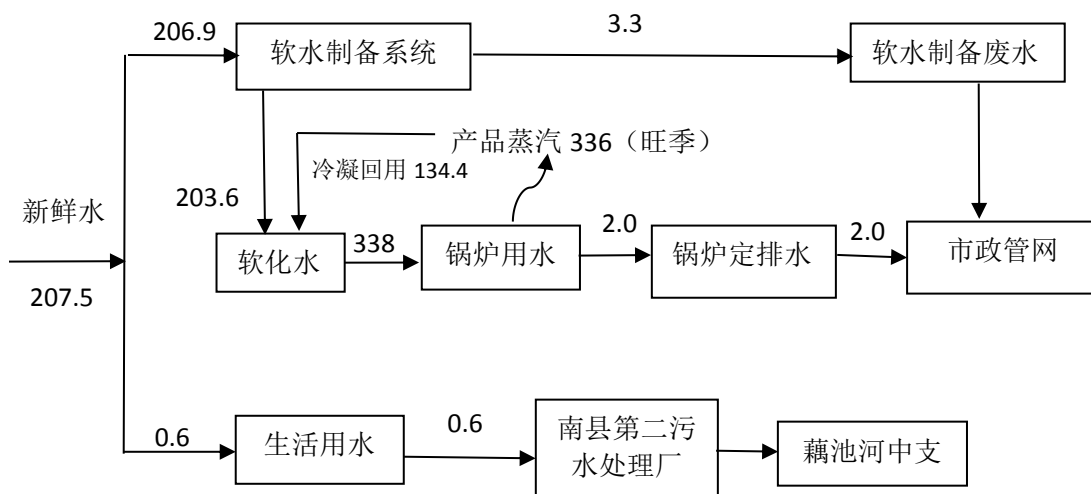 206.9
软水制备系统
3.3
软水制备废水
产品蒸汽 336（旺季）
冷凝回用 134.4
203.6
新鲜水
207.5
软化水
338
锅炉用水
2.0
锅炉定排水
2.0
市政管网
0.6
生活用水
0.6
南县第二污
水处理厂
藕池河中支